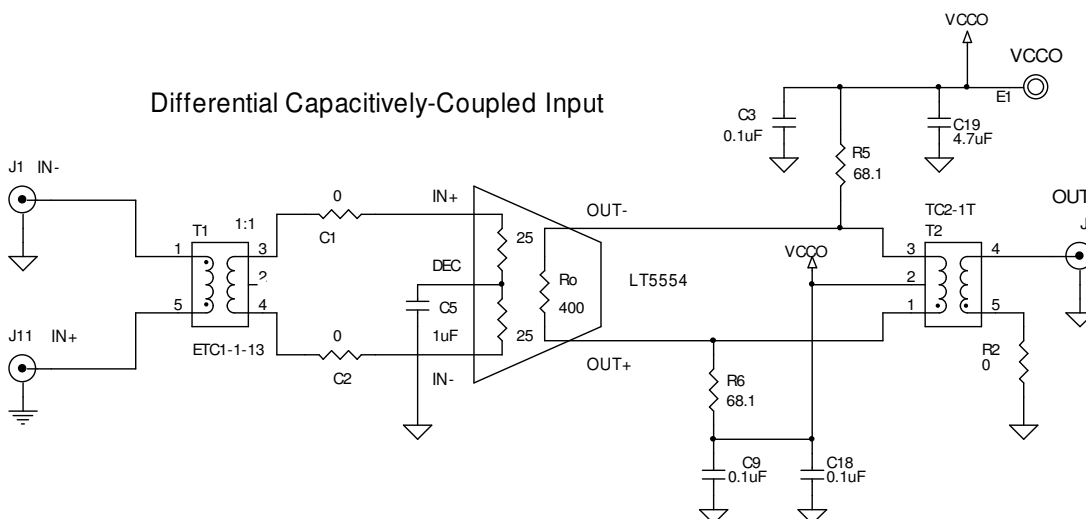 VCCO
VCCO
Differential Capacitively-Coupled Input
E1
C3
0.1uF
C19
4.7uF
R5
68.1
J1 IN-
0
IN+
OUT-
TC2-1T
OUT
T1
1:1
C1
25
T2
J
1
3
VCCO
3
4
2
DEC
Ro
LT5554
2
5
4
C5
400
1
5
J11 IN+
0
1uF
25
ETC1-1-13
R2
0
C2
IN-
OUT+
R6
68.1
C9
0.1uF
C18
0.1uF